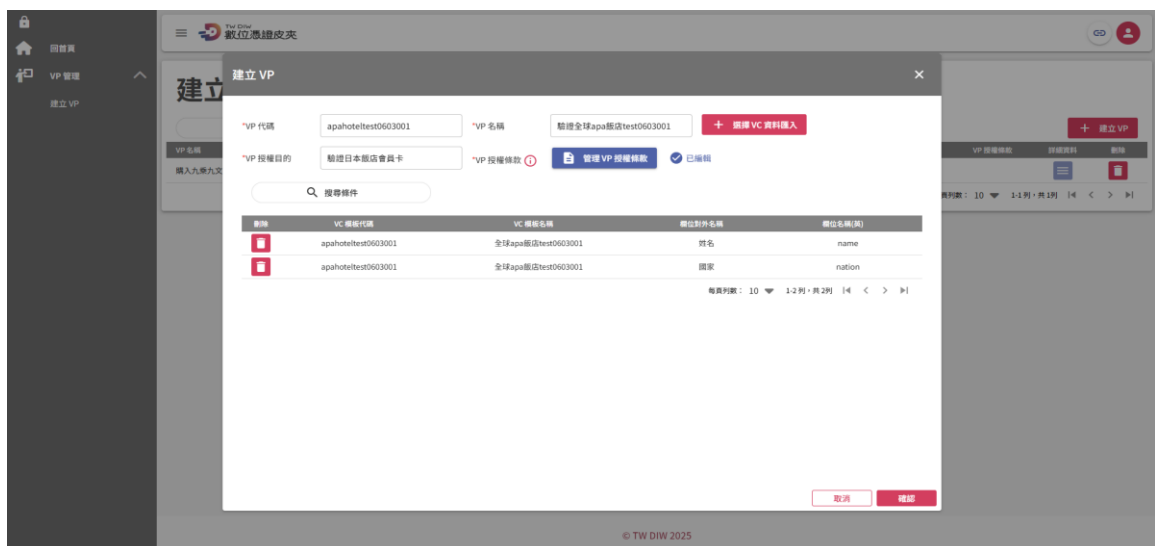 TW DIW
數位憑證皮夾
回首頁
VP 管理
建立 VP
建立
建立 VP
VP 名稱 VP 授權條款 詳細資料 刪除
購入九乘九文
頁列數： 10 1-1 列，共 1列
建立 VP
*VP 代碼 apahoteltest0603001 *VP 名稱 驗證全球apa飯店test0603001 選擇 VC 資料匯入
*VP 授權目的 驗證日本飯店會員卡 *VP 授權條款 管理 VP 授權條款 已編輯
搜尋條件
刪除 VC 模板代碼 VC 模板名稱 欄位對外名稱 欄位名稱(英)
apahoteltest0603001 全球apa飯店test0603001 姓名 name
apahoteltest0603001 全球apa飯店test0603001 國家 nation
每頁列數： 10 1-2 列，共 2列
取消 確認
© TW DIW 2025